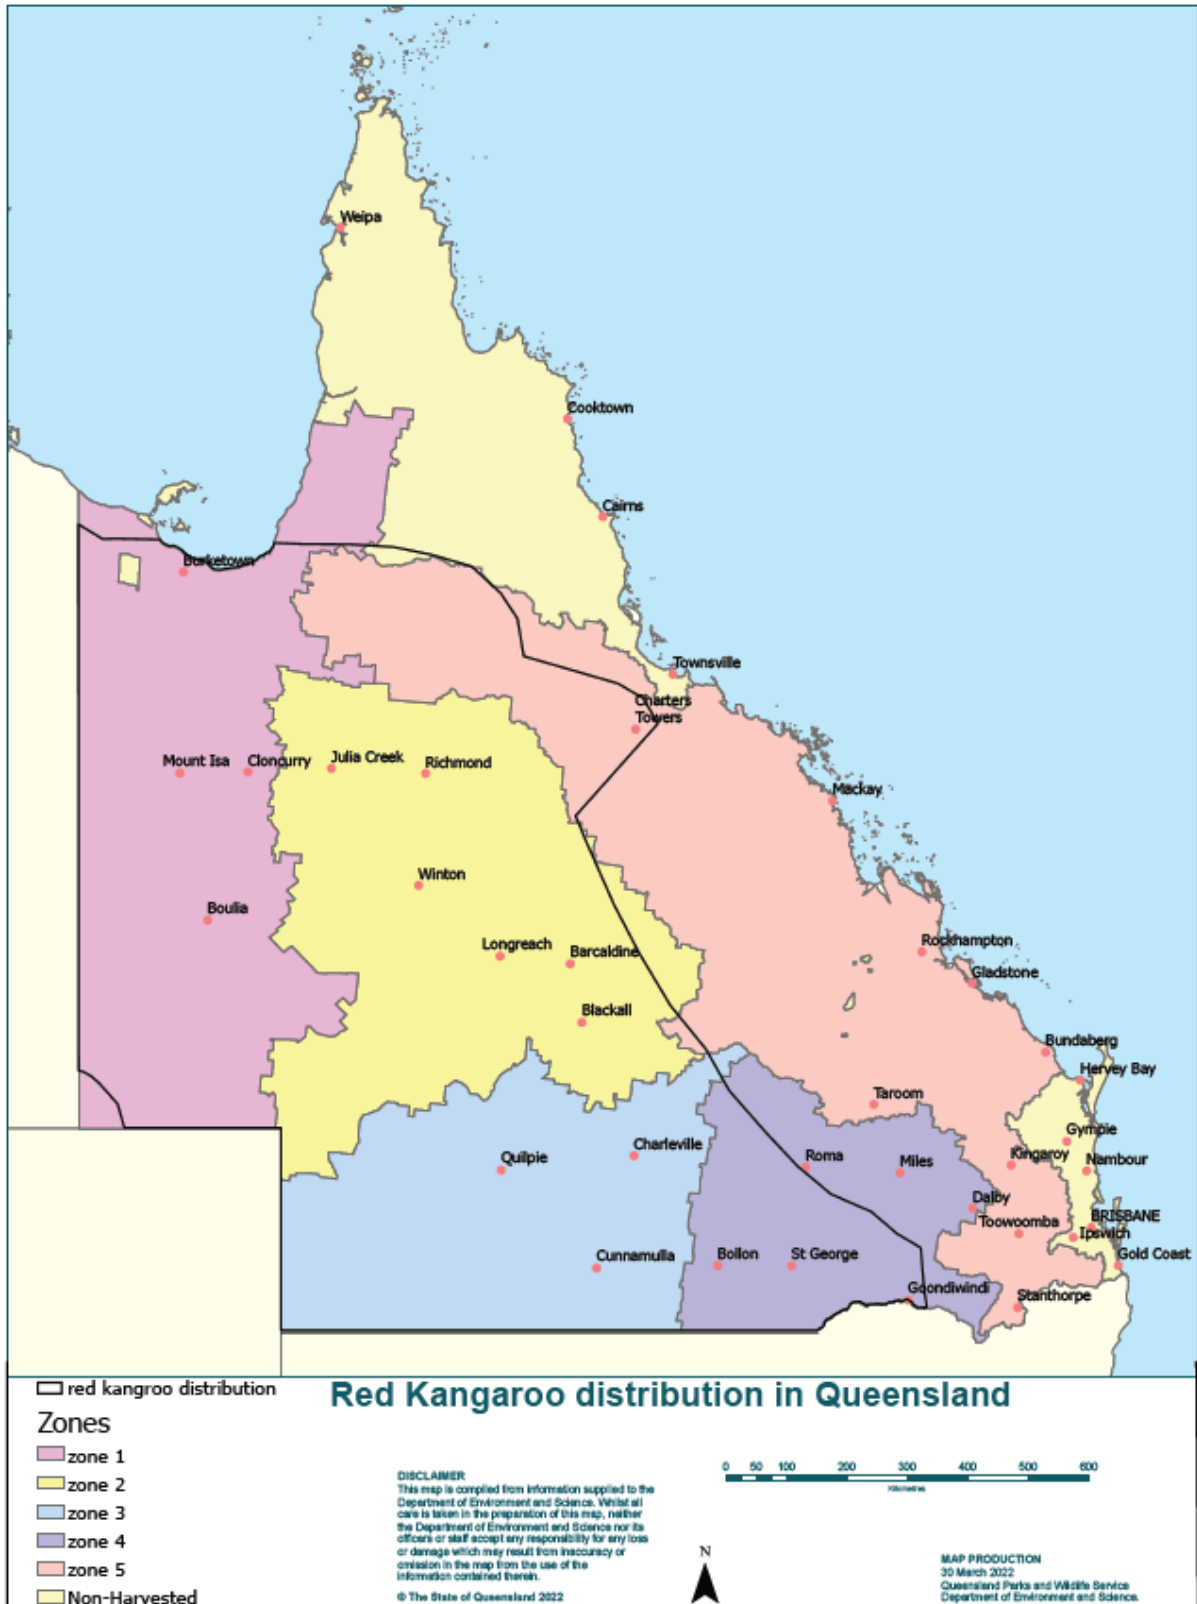 Weipa
Cooktown
Cairns
Burketown
Townsville
Charters
Towers
Mount Isa
Cloncurry
Julia Creek
Richmond
Mackay
Winton
Boulia
Longreach
Barcaldine
Rockhampton
Gladstone
Blackall
Bundaberg
Hervey Bay
Taroom
Gympie
Quilpie
Charleville
Roma
Miles
Kingaroy
Nambour
Dalby
Toowoomba
BRISBANE
Ipswich
Cunnamulla
Bollon
St George
Gold Coast
Goondiwindi
Stanthorpe
red kangroo distribution
Red Kangaroo distribution in Queensland
Zones
zone 1
zone 2
zone 3
zone 4
zone 5
Non-Harvested
DISCLAIMER
This map is compiled from information supplied to the
Department of Environment and Science. Whilst all
care is taken in the preparation of this map, neither
the Department of Environment and Science nor its
officers or staff accept any responsibility for any loss
or damage which may result from inaccuracy or
omission in the map from the use of the
information contained therein.
© The State of Queensland 2022
0 50 100 200 300 400 500 600
Kilometres
N
MAP PRODUCTION
30 March 2022
Queensland Parks and Wildlife Service
Department of Environment and Science.